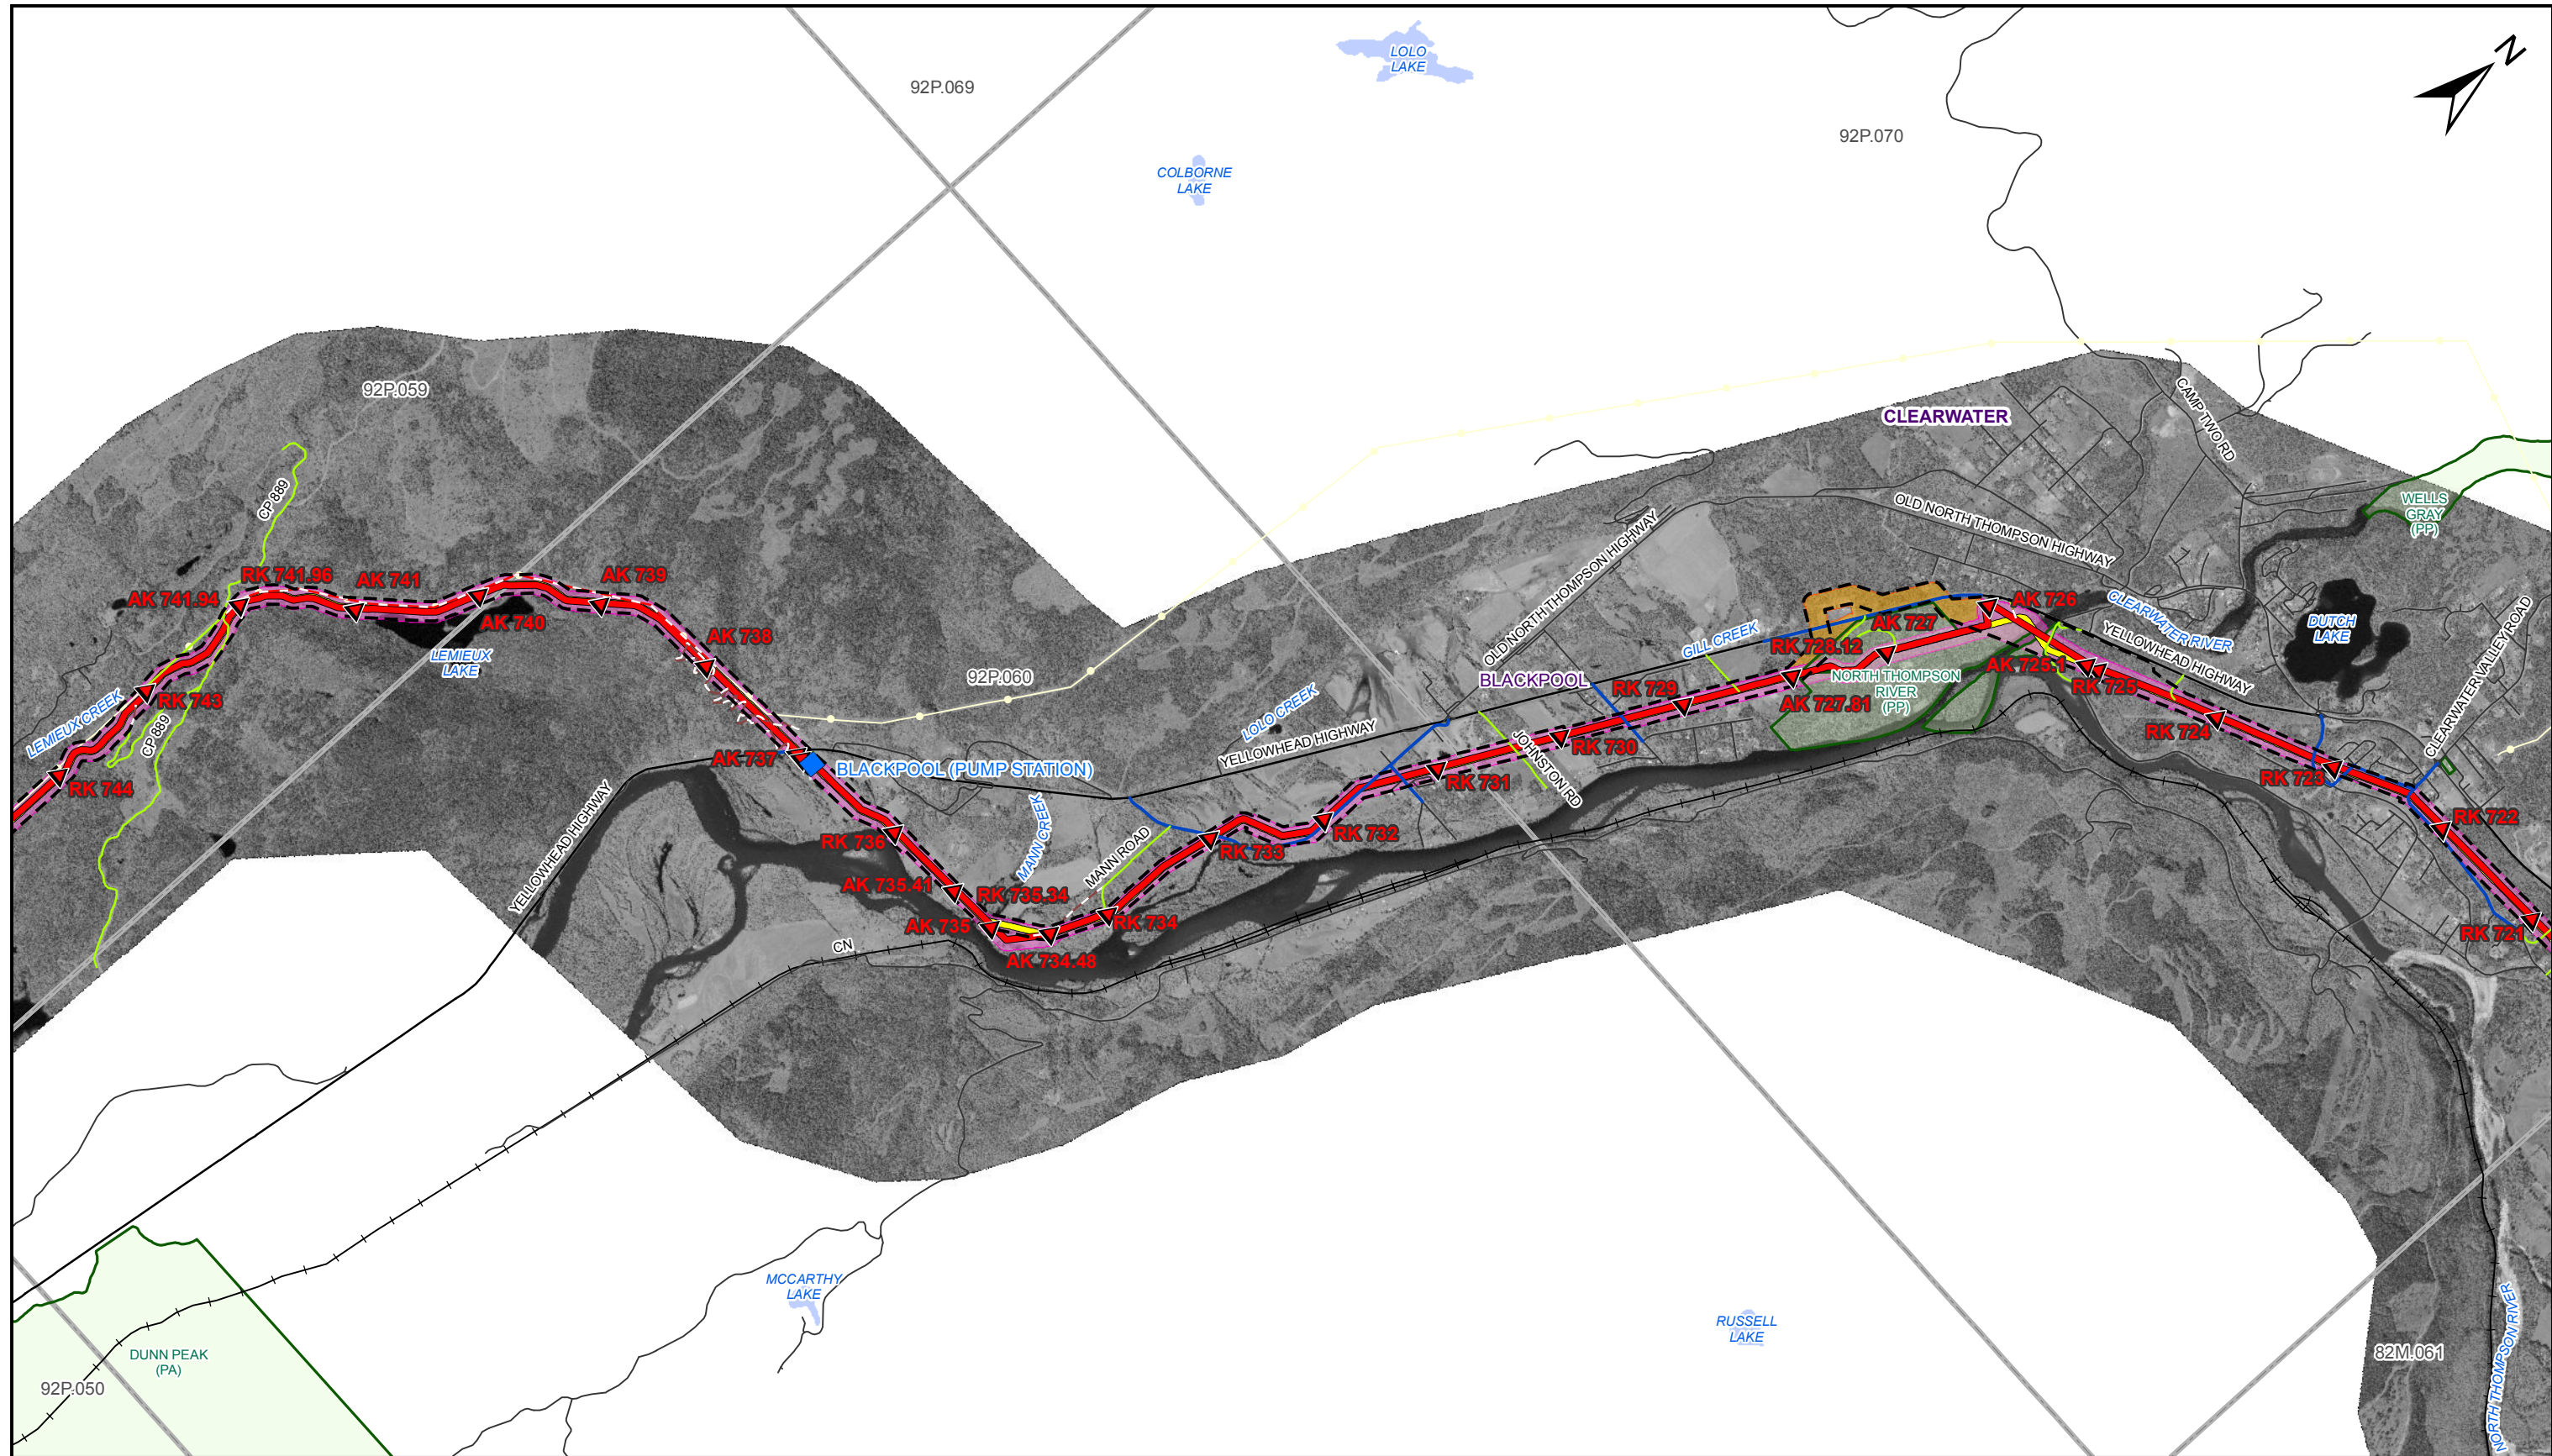 N
LOLO
LAKE
92P.069
92P.070
COLBORNE
LAKE
92P.059
CLEARWATER
CAMP TWO RD
CP 889
WELLS
GRAY
(PP)
OLD NORTH THOMPSON HIGHWAY
OLD NORTH THOMPSON HIGHWAY
RK 741.96
AK 741
AK 739
AK 741.94
AK 740
AK 738
LEMIEUX
LAKE
AK 726
AK 727
CLEARWATER RIVER
DUTCH
LAKE
GILL CREEK
RK 728.12
YELLOWHEAD HIGHWAY
CLEARWATER VALLEY ROAD
92P.060
BLACKPOOL
NORTH THOMPSON
RIVER
(PP)
AK 725.1
RK 725
RK 729
AK 727.81
LEMIEUX CREEK
RK 743
CP 889
LOLO CREEK
YELLOWHEAD HIGHWAY
JOHNSTON RD
RK 730
RK 724
AK 737
BLACKPOOL (PUMP STATION)
RK 731
RK 723
RK 744
YELLOWHEAD HIGHWAY
MANN CREEK
MANN ROAD
RK 736
RK 733
RK 732
RK 722
AK 735.41
RK 735.34
AK 735
RK 734
RK 721
CN
AK 734.48
MCCARTHY
LAKE
RUSSELL
LAKE
DUNN PEAK
(PA)
92P.050
82M.061
NORTH THOMPSON RIVER